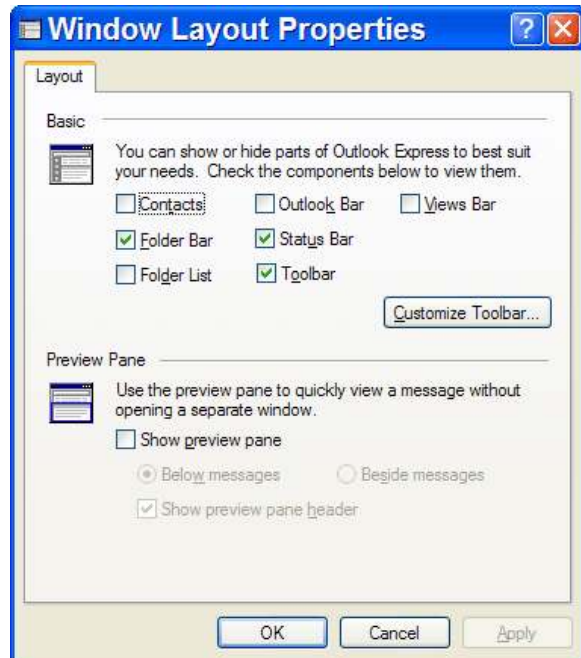 Window Layout Properties
Layout
Basic
You can show or hide parts of Outlook Express to best suit
your needs. Check the components below to view them.
Contacts Outlook Bar Views Bar
Folder Bar Status Bar
Folder List Toolbar
Customize Toolbar...
Preview Pane
Use the preview pane to quickly view a message without
opening a separate window.
Show preview pane
Below messages Beside messages
Show preview pane header
OK Cancel Apply